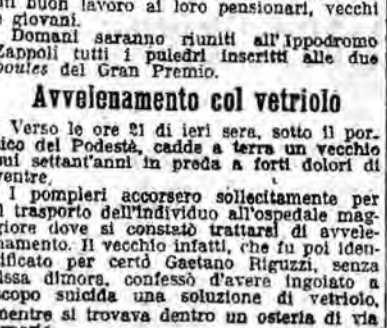 un buon lavoro ai loro pensionari, vecchi
e giovani.
Domani saranno riuniti all'Ippodromo
Zappoli tutti i puledri inscritti alle due
poules del Gran Premio.
Avvelenamento col vetriolo
Verso le ore 21 di ieri sera, sotto il por-
ico del Podestà, cadde a terra un vecchio
sui settant'anni in preda a forti dolori di
ventre.
I pompieri accorsero sollecitamente per
il trasporto dell'individuo all'ospedale mag-
giore dove si constatò trattarsi di avvele-
namento. Il vecchio infatti, che fu poi iden-
tificato per certo Gaetano Riguzzi, senza
fissa dimora, confessò d'avere ingoiato a
scopo suicida una soluzione di vetriolo,
mentre si trovava dentro un osteria di via